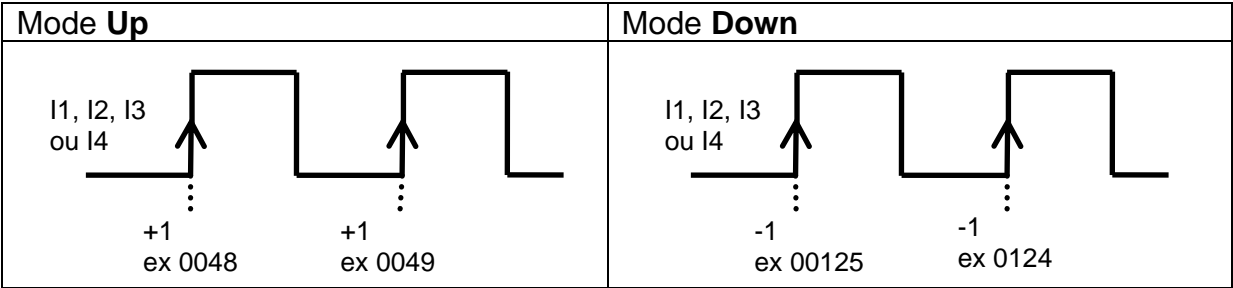 Mode Up
I1, I2, I3
ou I4
+1
ex 0048
+1
ex 0049
Mode Down
I1, I2, I3
ou I4
-1
ex 00125
-1
ex 0124